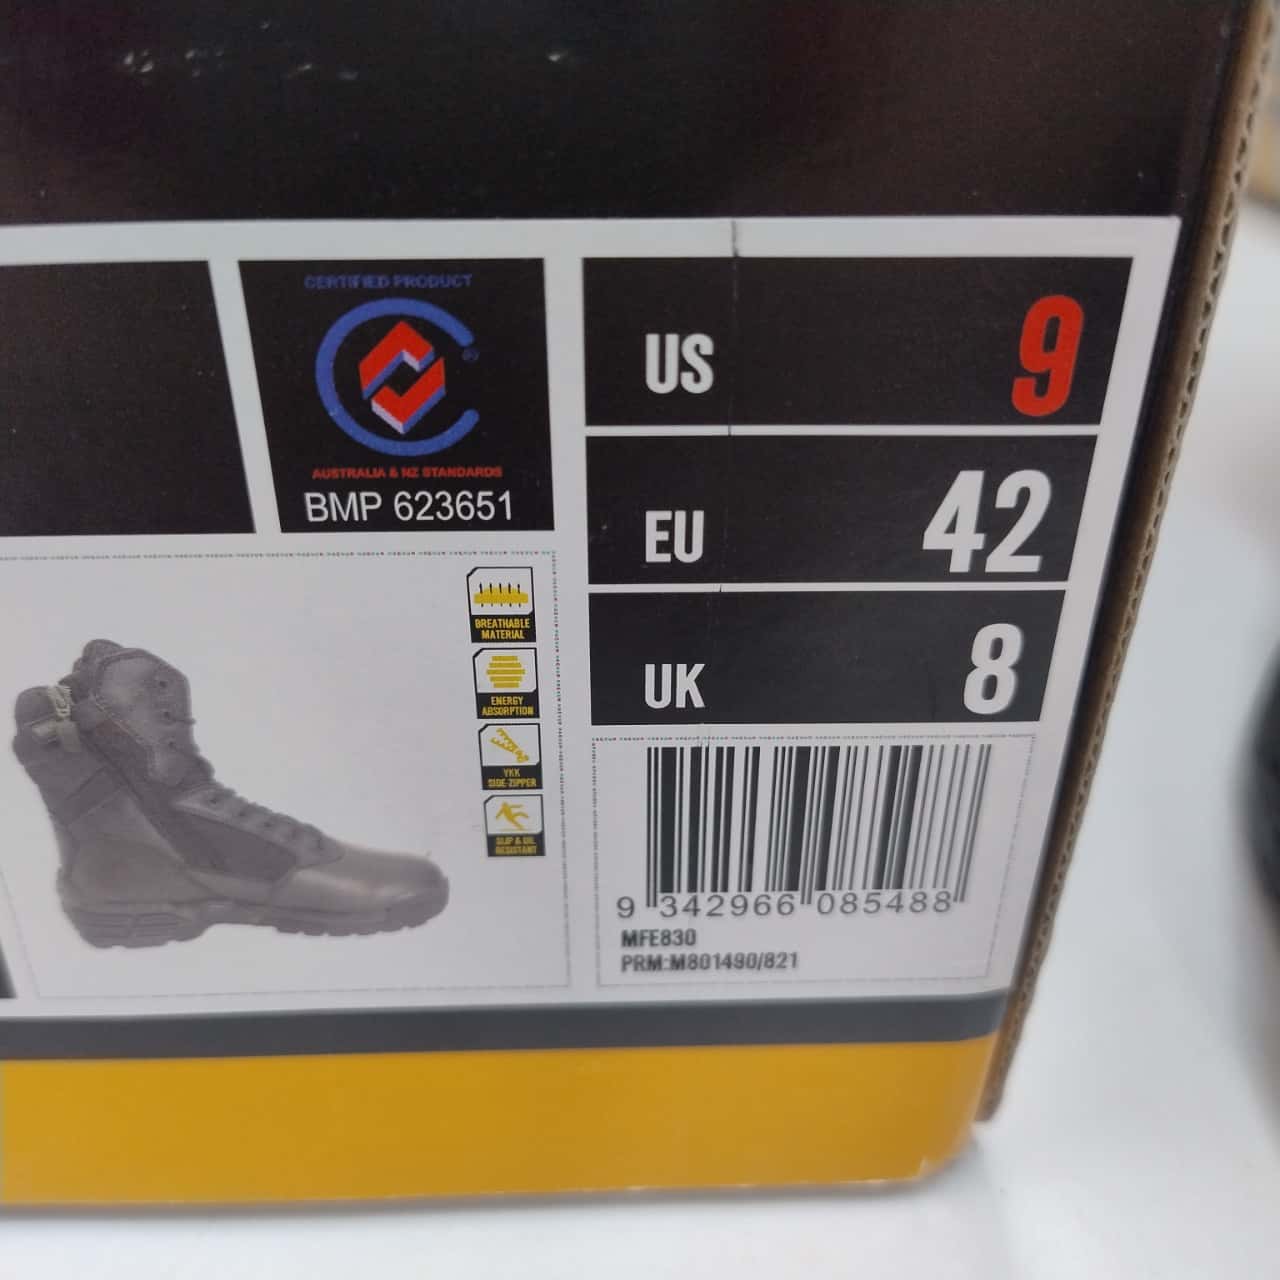 CERTIFIED PRODUCT
®
AUSTRALIA & NZ STANDARDS
BMP 623651
US 9
EU 42
UK 8
BREATHABLE
MATERIAL
ENERGY
ABSORPTION
YKK
SIDE-ZIPPER
SLIP & OIL
RESISTANT
9 342966 085488
MFE830
PRM:M801490/821